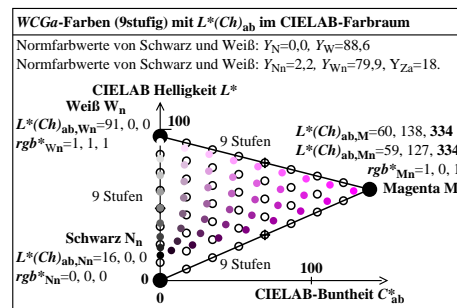 WCGa-Farben (9stufig) mit L*(Ch)ab im CIELAB-Farbraum
Normfarbwerte von Schwarz und Weiß: YN=0,0, YW=88,6
Normfarbwerte von Schwarz und Weiß: YNn=2,2, YWn=79,9, YZa=18.
CIELAB Helligkeit L*
Weiß Wn
100
L*(Ch)ab,Wn=91, 0, 0
rgb*Wn=1, 1, 1
9 Stufen
L*(Ch)ab,M=60, 138, 334
L*(Ch)ab,Mn=59, 127, 334
rgb*Mn=1, 0, 1
Magenta M
9 Stufen
Schwarz Nn
L*(Ch)ab,Nn=16, 0, 0
rgb*Nn=0, 0, 0
9 Stufen
0
0
100
CIELAB-Buntheit C*ab